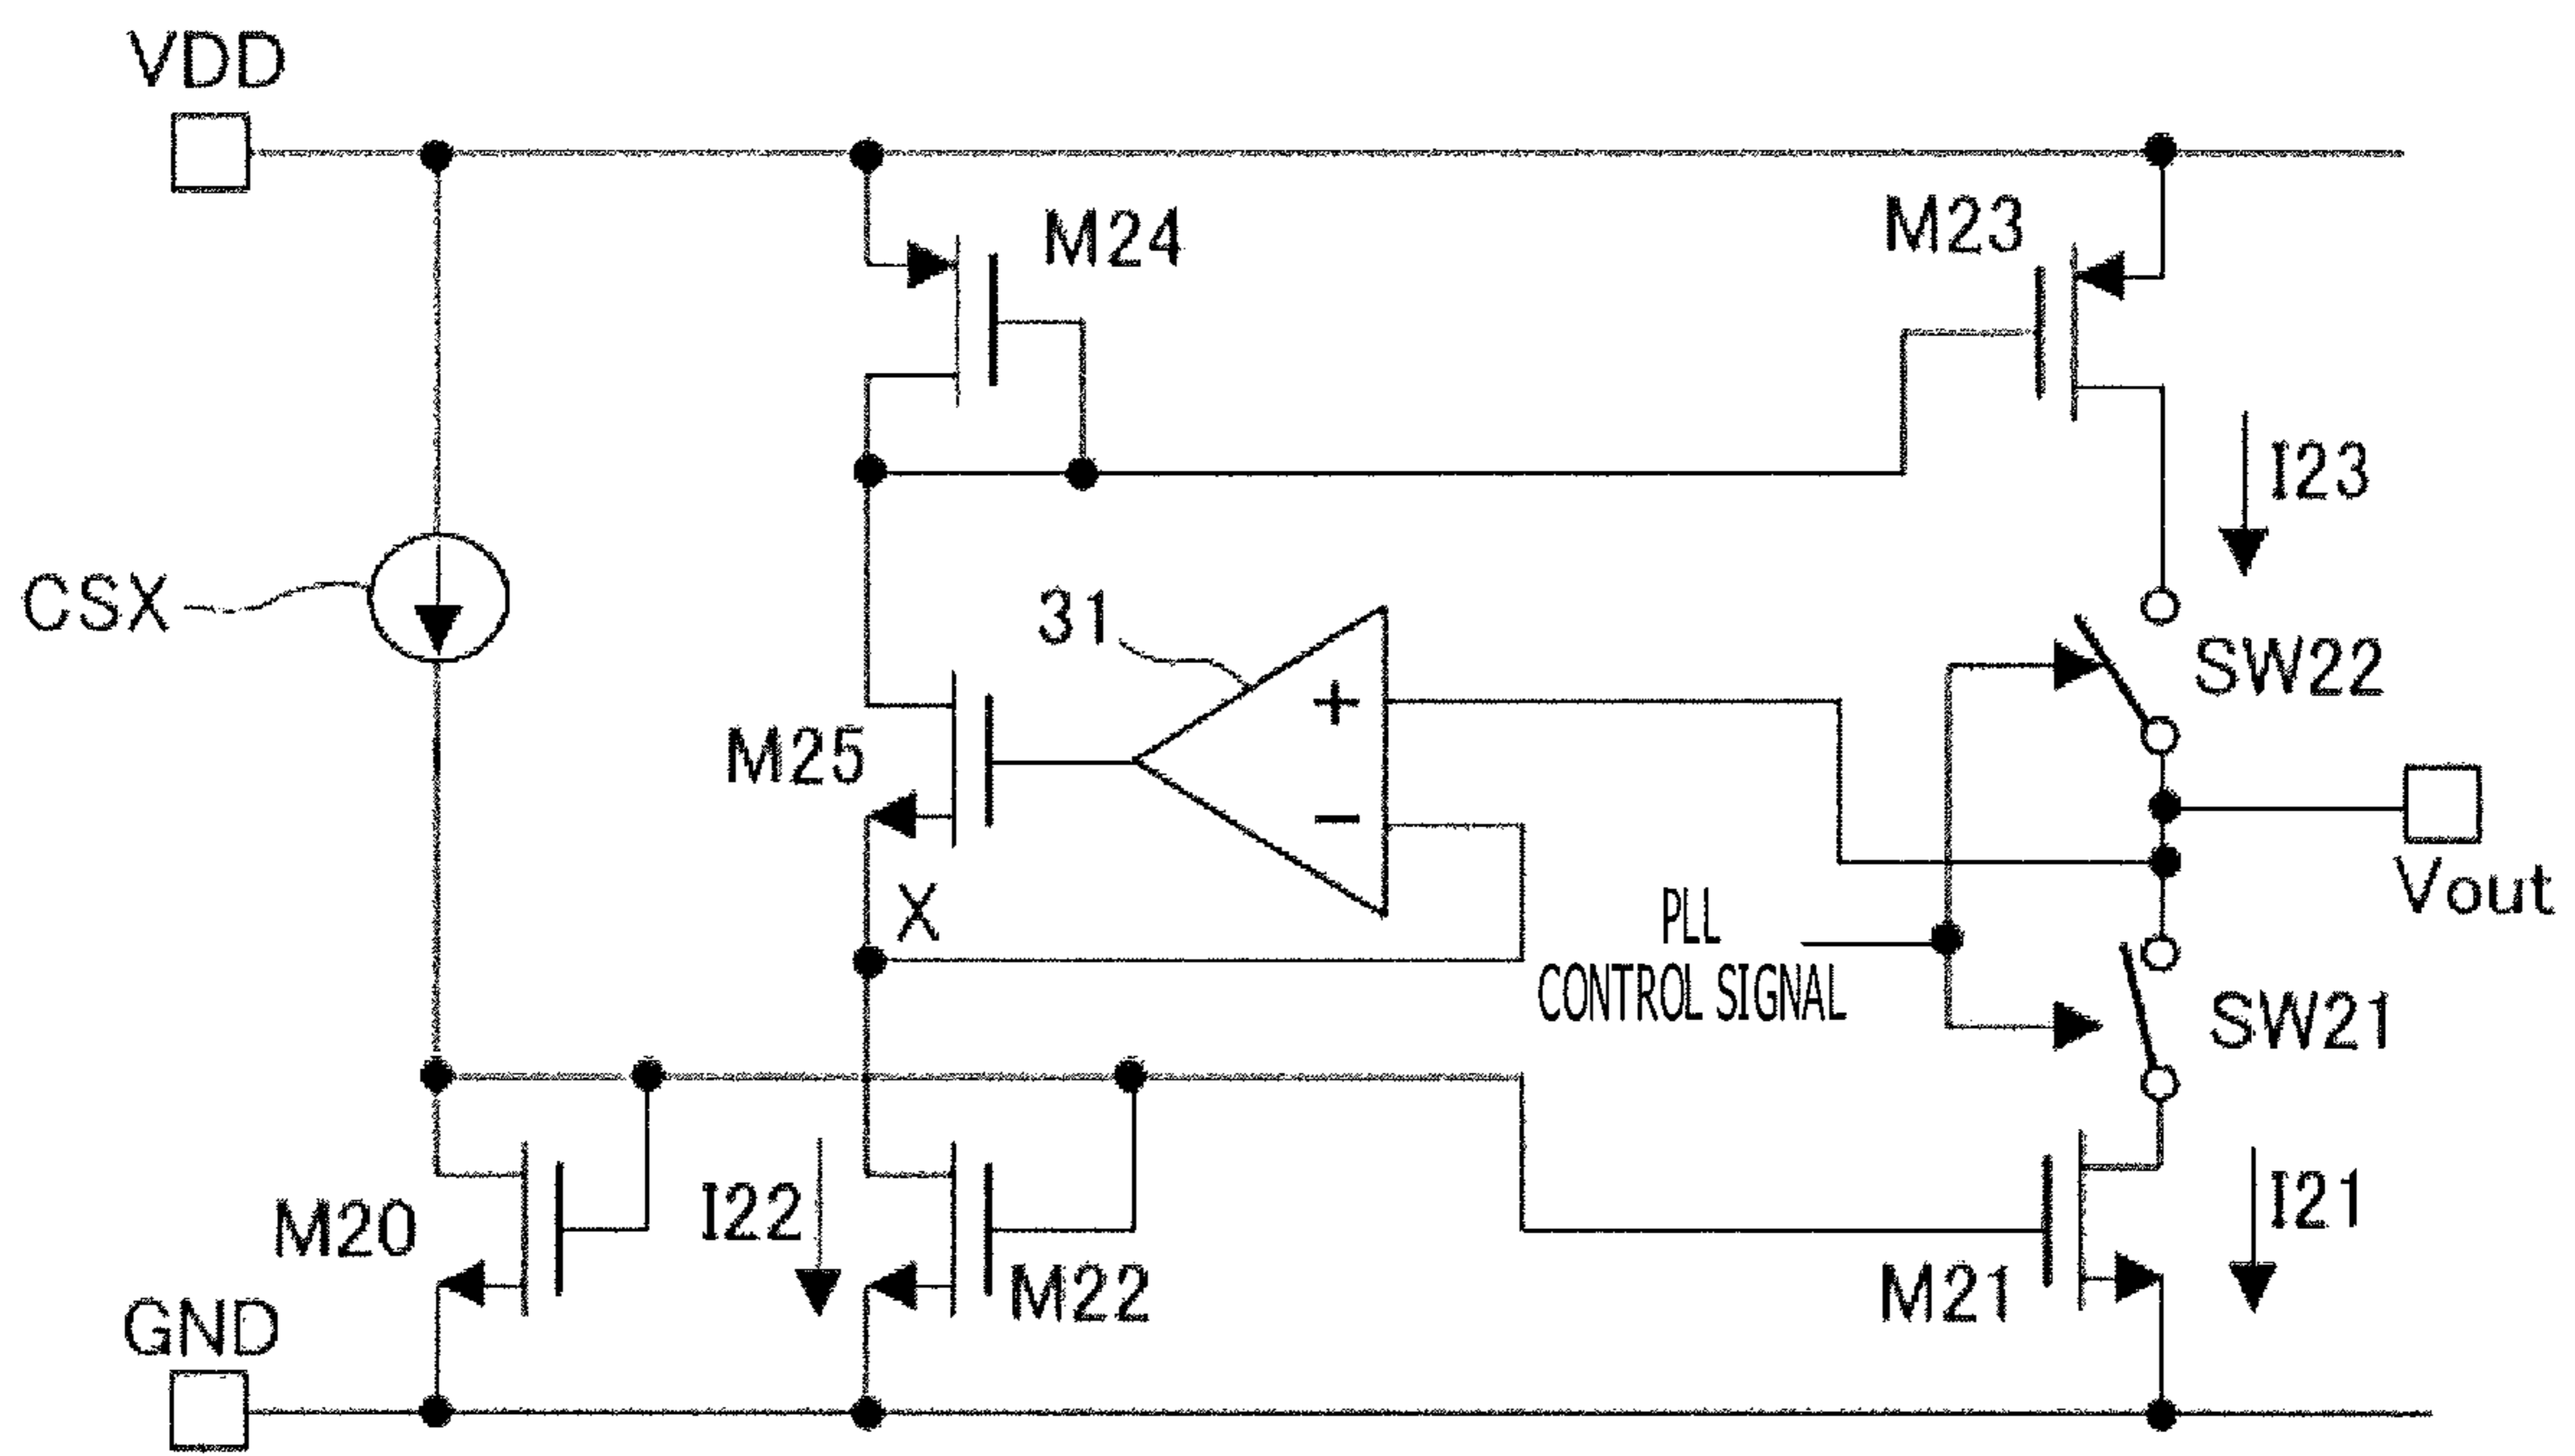 VDD
M24
M23
I23
CSX
31
+
SW22
M25
−
X
PLL
CONTROL SIGNAL
Vout
SW21
M20
I22
M22
M21
I21
GND